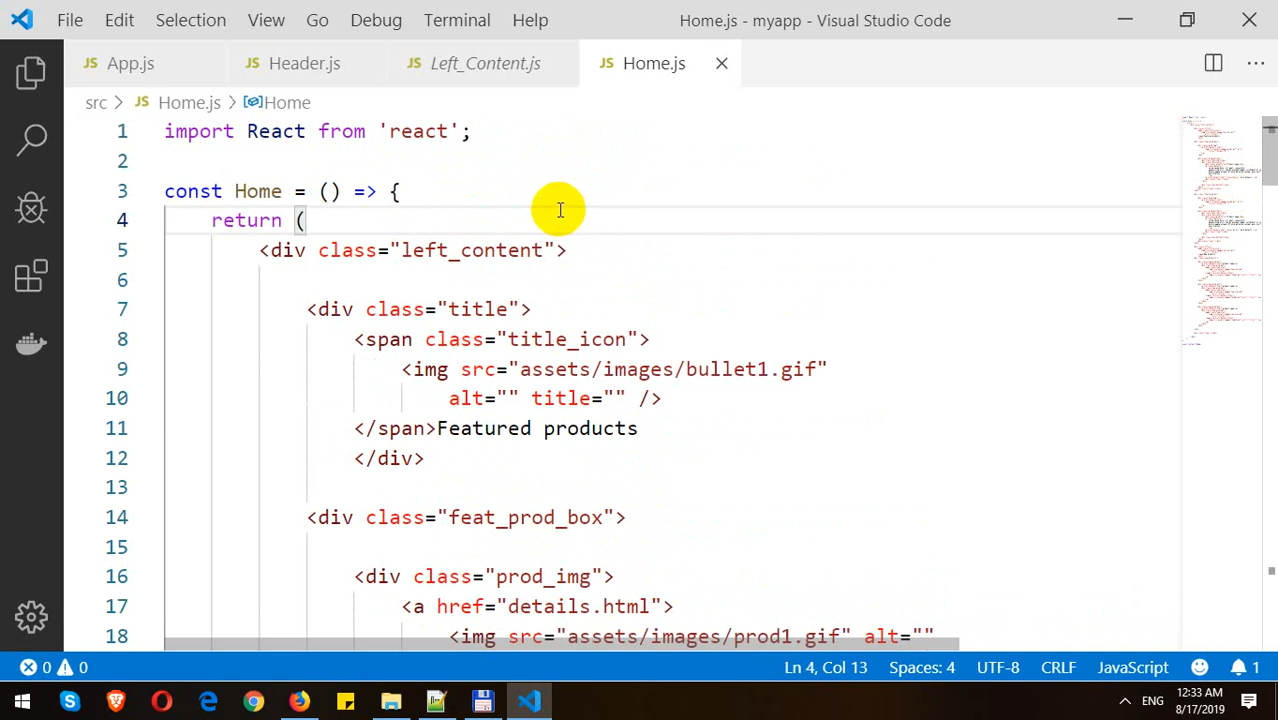 File Edit Selection View Go Debug Terminal Help Home.js - myapp - Visual Studio Code
JS App.js JS Header.js JS Left_Content.js JS Home.js
src > JS Home.js > Home
1 import React from 'react';
2
3 const Home = () => {
4 return (
5 <div class="left_content">
6
7 <div class="title">
8 <span class="title_icon">
9 <img src="assets/images/bullet1.gif"
10 alt="" title="" />
11 </span>Featured products
12 </div>
13
14 <div class="feat_prod_box">
15
16 <div class="prod_img">
17 <a href="details.html">
18 <img src="assets/images/prod1.gif" alt=""
0 0 Ln 4, Col 13 Spaces: 4 UTF-8 CRLF JavaScript 1
ENG 12:33 AM
8/17/2019